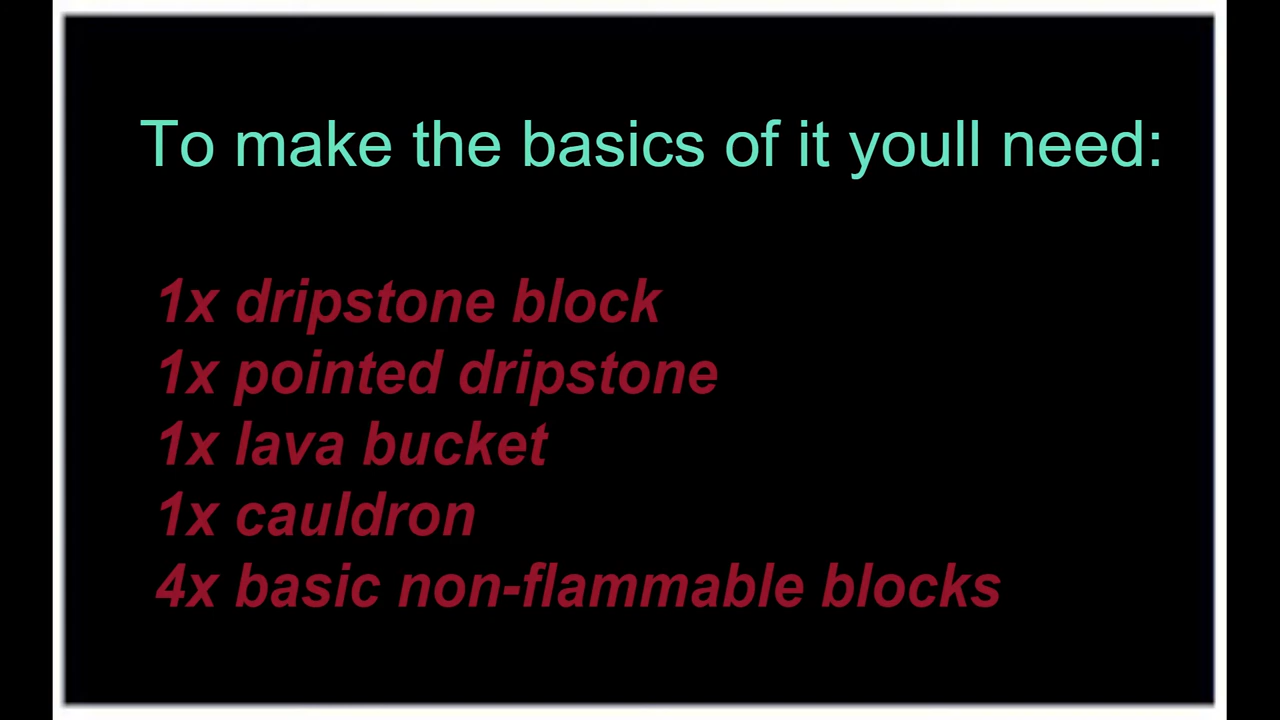 To make the basics of it youll need:
1x dripstone block
1x pointed dripstone
1x lava bucket
1x cauldron
4x basic non-flammable blocks